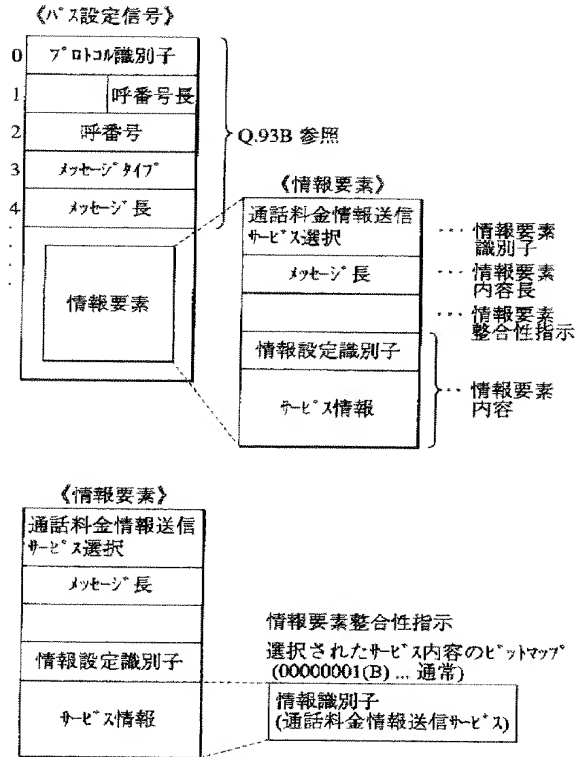 《パス設定信号》
0 プロトコル識別子
1 呼番号長
2 呼番号
3 メッセージタイプ
4 メッセージ長
Q.93B 参照
情報要素
《情報要素》
通話料金情報送信
サービス選択
… 情報要素
識別子
メッセージ長
… 情報要素
内容長
… 情報要素
整合性指示
情報設定識別子
サービス情報
… 情報要素
内容
《情報要素》
通話料金情報送信
サービス選択
メッセージ長
情報設定識別子
サービス情報
情報要素整合性指示
選択されたサービス内容のビットマップ
(00000001(B) ... 通常)
情報識別子
(通話料金情報送信サービス)